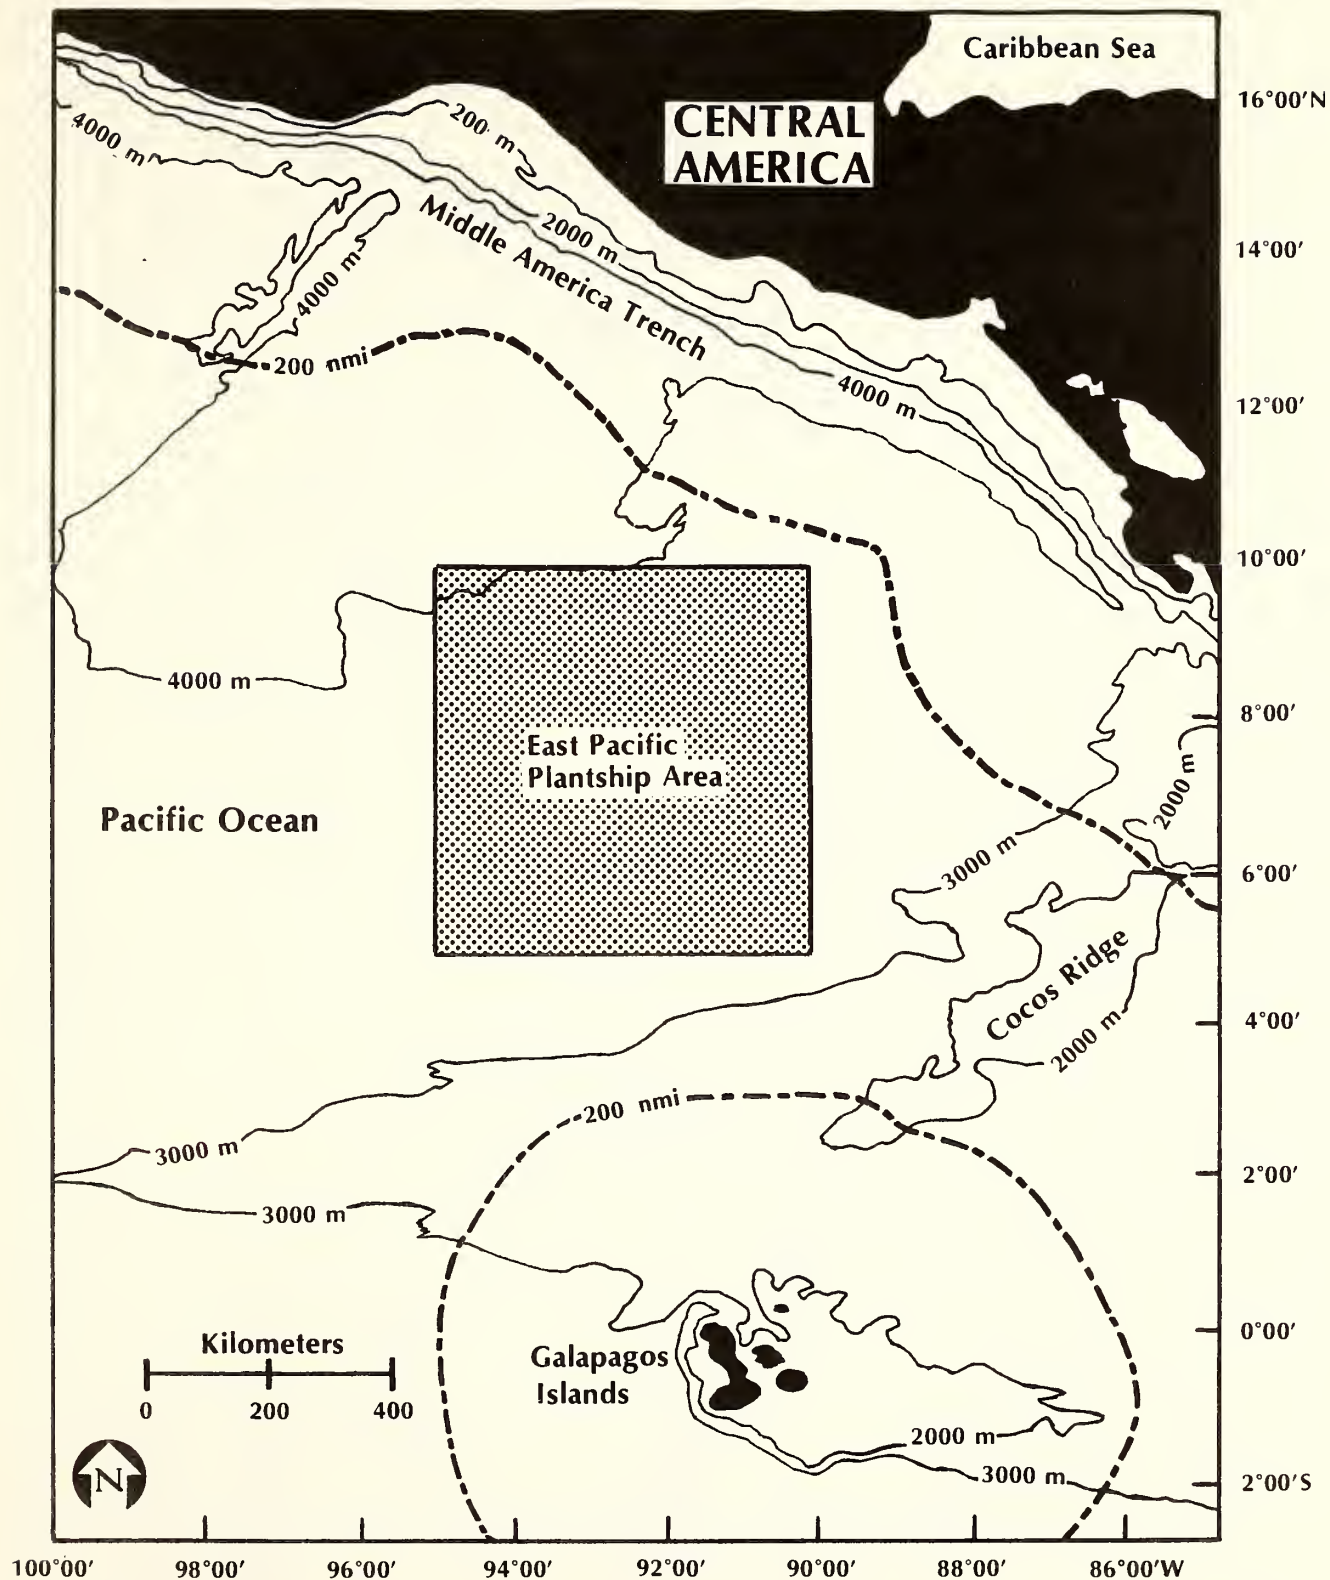 Caribbean Sea
16°00'N
CENTRAL
AMERICA
200 m
4000 m
Middle America Trench
2000 m
14°00'
4000 m
200 nmi
4000 m
12°00'
10°00'
4000 m
8°00'
East Pacific
Plantship Area
2000 m
Pacific Ocean
3000 m
6°00'
Cocos Ridge
4°00'
2000 m
200 nmi
3000 m
2°00'
3000 m
Kilometers
0°00'
Galapagos
Islands
0 200 400
2000 m
3000 m
N
2°00'S
100°00' 98°00' 96°00' 94°00' 92°00' 90°00' 88°00' 86°00'W